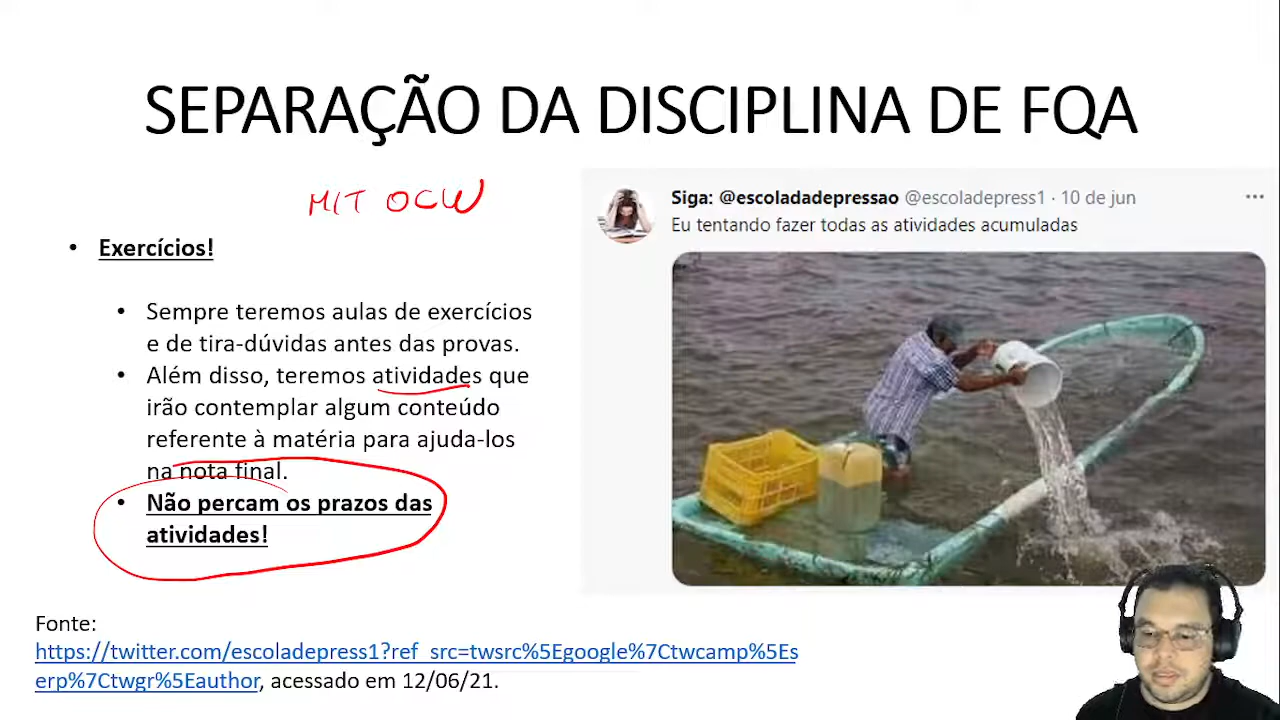 SEPARAÇÃO DA DISCIPLINA DE FQA
MIT OCW
• Exercícios!
• Sempre teremos aulas de exercícios
e de tira-dúvidas antes das provas.
• Além disso, teremos atividades que
irão contemplar algum conteúdo
referente à matéria para ajuda-los
na nota final.
• Não percam os prazos das
atividades!
Siga: @escoladadepressao @escoladepress1 · 10 de jun
Eu tentando fazer todas as atividades acumuladas
Fonte:
https://twitter.com/escoladepress1?ref_src=twsrc%5Egoogle%7Ctwcamp%5Es
erp%7Ctwgr%5Eauthor, acessado em 12/06/21.